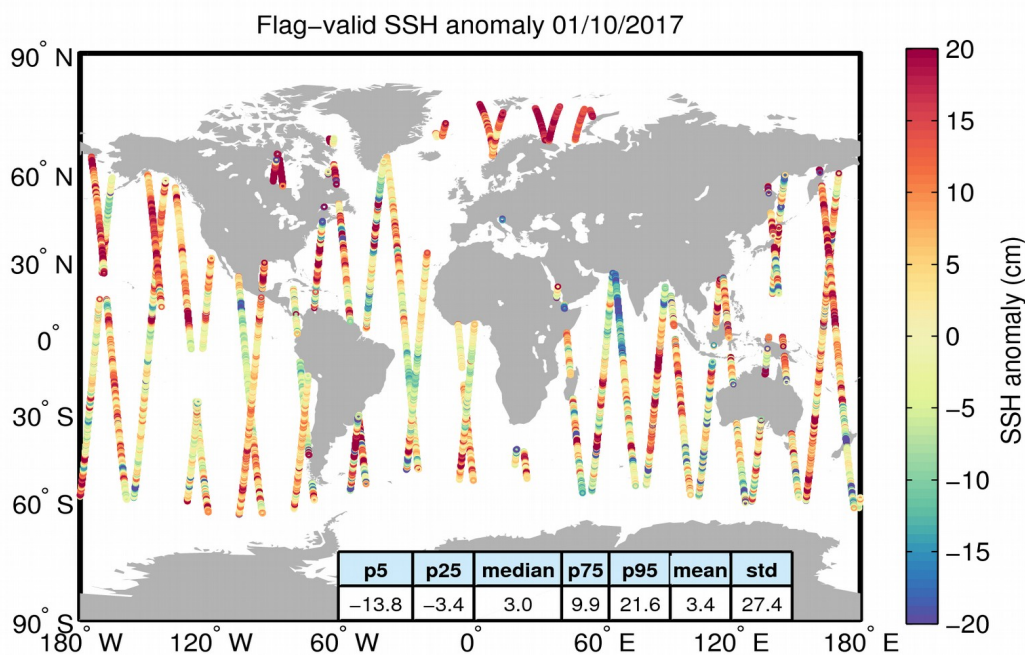 Flag−valid SSH anomaly 01/10/2017
90° N
60° N
30° N
0°
30° S
60° S
90° S
180° W
120° W
60° W
0°
60° E
120° E
180° E
p5 p25 median p75 p95 mean std
−13.8 −3.4 3.0 9.9 21.6 3.4 27.4
20
15
10
5
0
−5
−10
−15
−20
SSH anomaly (cm)